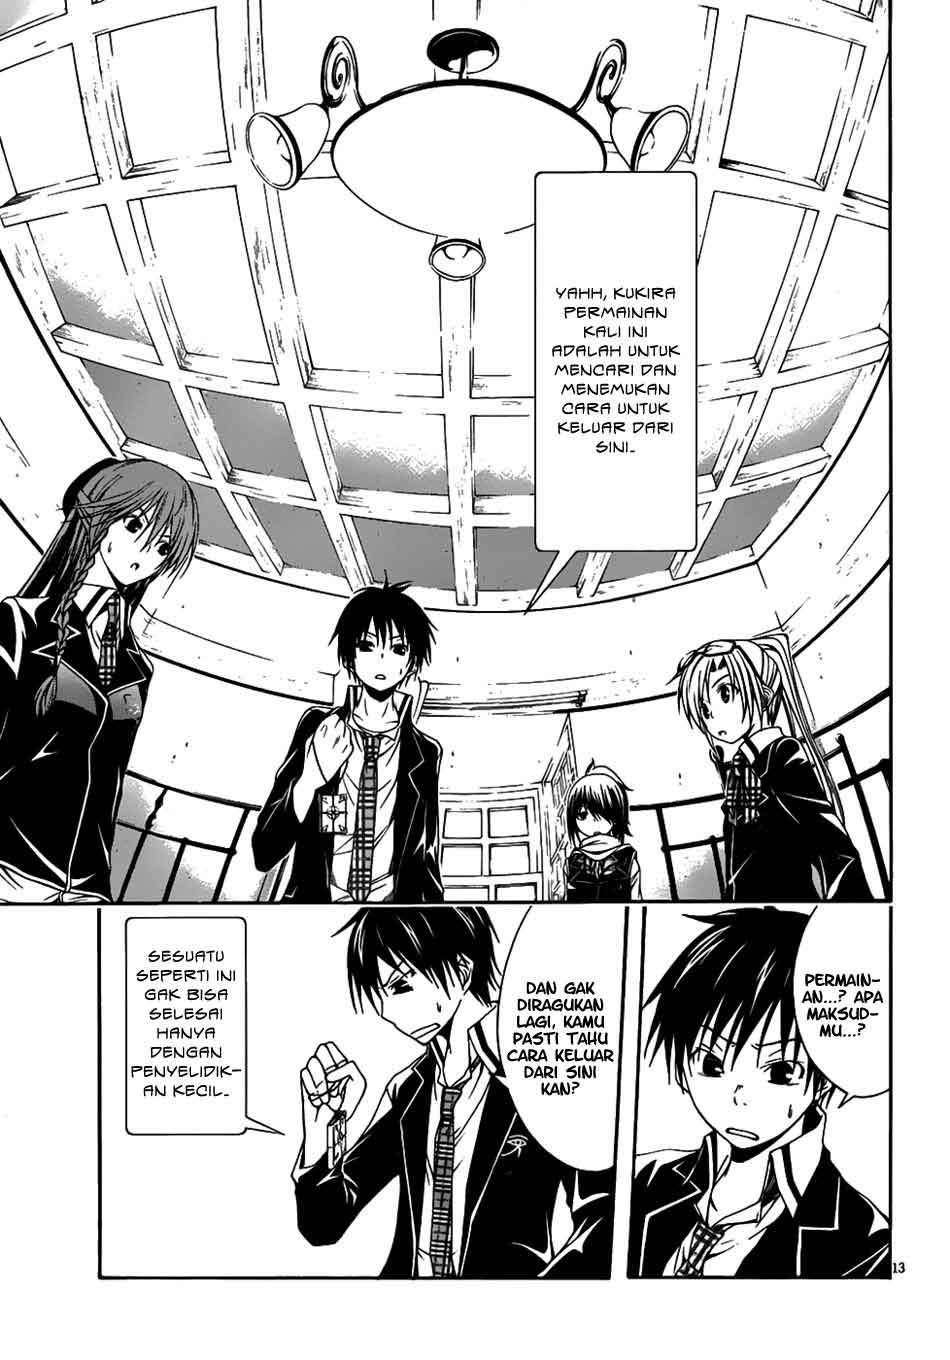 YAHH, KUKIRA
PERMAINAN
KALI INI
ADALAH UNTUK
MENCARI DAN
MENEMUKAN
CARA UNTUK
KELUAR DARI
SINI..
PERMAIN-
AN...? APA
MAKSUD-
MU...?
DAN GAK
DIRAGUKAN
LAGI, KAMU
PASTI TAHU
CARA KELUAR
DARI SINI
KAN?
SESUATU
SEPERTI INI
GAK BISA
SELESAI
HANYA
DENGAN
PENYELIDIK-
AN KECIL..
13